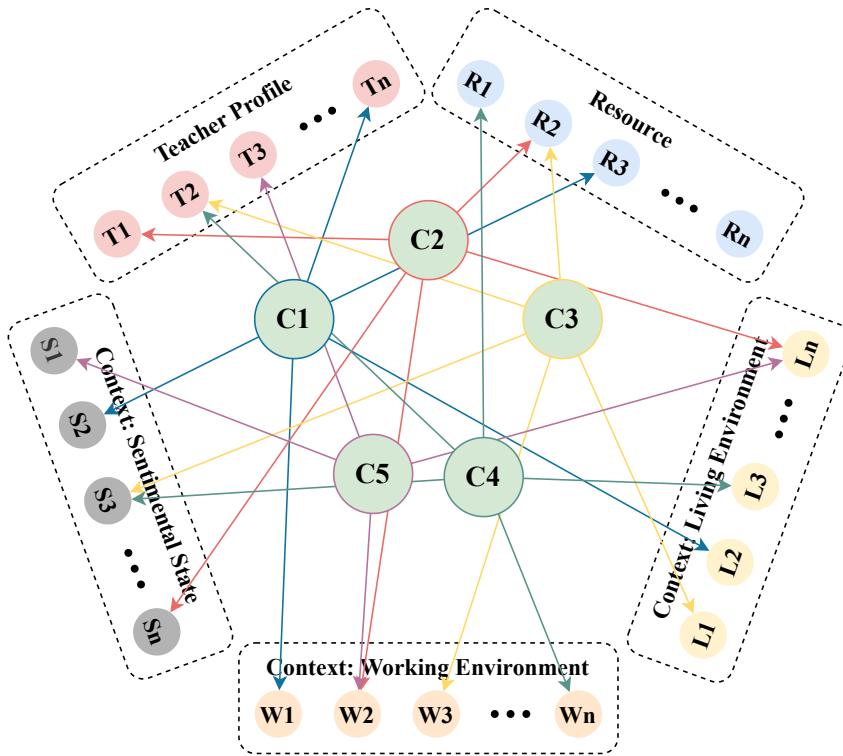 Teacher Profile
T1
T2
T3
•••
Tn
Resource
R1
R2
R3
•••
Rn
C1
C2
C3
C4
C5
Context: Sentimental State
S1
S2
S3
•••
Sn
Context: Living Environment
Ln
•••
L3
L2
L1
Context: Working Environment
W1
W2
W3
•••
Wn